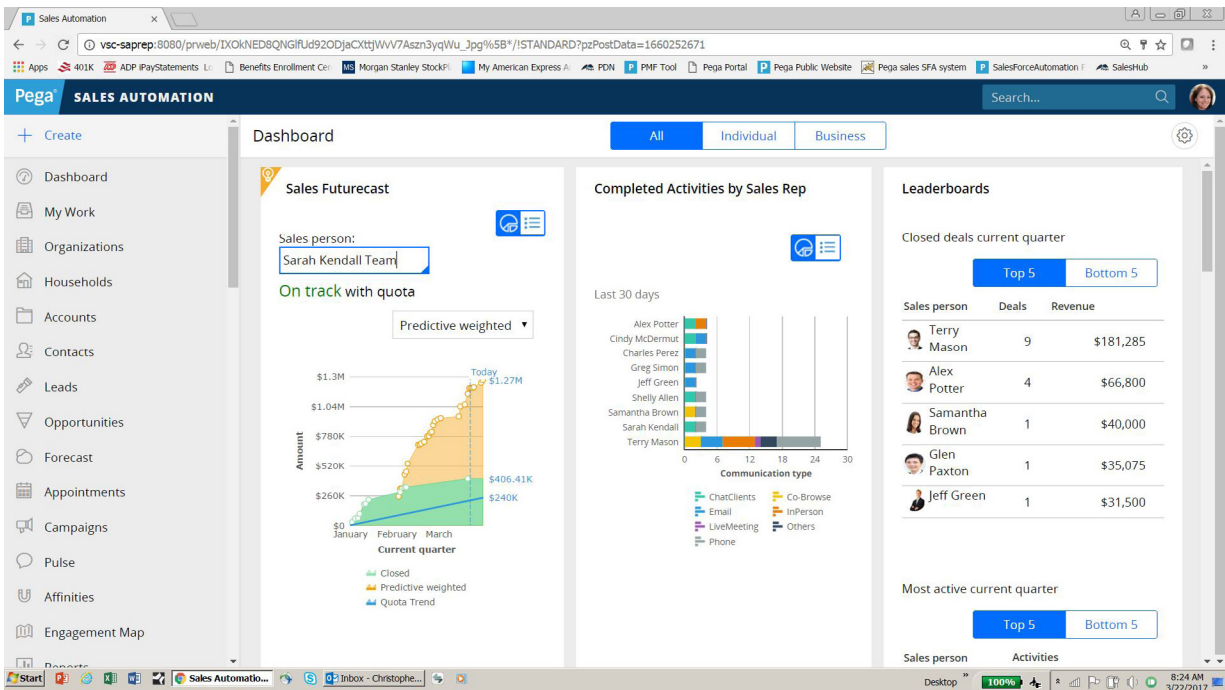 Sales Automation
vsc-saprep:8080/prweb/IXOkNED8QNGlfUd92ODjaCXttjWvV7Aszn3yqWu_Jpg%5B*/!STANDARD?pzPostData=1660252671
Apps 401K ADP iPayStatements Lo Benefits Enrollment Cen MS Morgan Stanley StockPl My American Express A PDN PMF Tool Pega Portal Pega Public Website Pega sales SFA system SalesForceAutomation F SalesHub »
Pega SALES AUTOMATION Search...
+ Create
Dashboard
My Work
Organizations
Households
Accounts
Contacts
Leads
Opportunities
Forecast
Appointments
Campaigns
Pulse
Affinities
Engagement Map
Reports
Dashboard
All Individual Business
Sales Futurecast
Sales person:
Sarah Kendall Team
On track with quota
Predictive weighted
Today
$1.3M
$1.27M
$1.04M
$780K
$520K
$406.41K
$260K
$240K
$0
Amount
January February March
Current quarter
Closed
Predictive weighted
Quota Trend
Completed Activities by Sales Rep
Last 30 days
Alex Potter
Cindy McDermut
Charles Perez
Greg Simon
Jeff Green
Shelly Allen
Samantha Brown
Sarah Kendall
Terry Mason
0 6 12 18 24 30
Communication type
ChatClients Co-Browse
Email InPerson
LiveMeeting Others
Phone
Leaderboards
Closed deals current quarter
Top 5 Bottom 5
Sales person Deals Revenue
Terry
Mason 9 $181,285
Alex
Potter 4 $66,800
Samantha
Brown 1 $40,000
Glen
Paxton 1 $35,075
Jeff Green 1 $31,500
Most active current quarter
Top 5 Bottom 5
Sales person Activities
Start Sales Automatio... Inbox - Christophe... Desktop » 100% 8:24 AM
3/22/2017